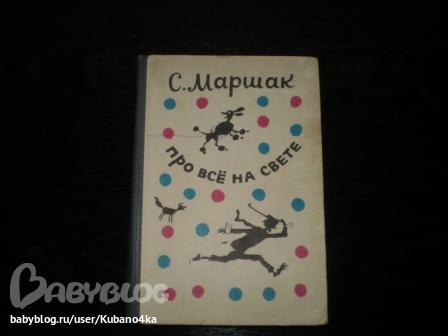 С. Маршак
про всё на свете
BABYBLOG
babyblog.ru/user/Kubano4ka